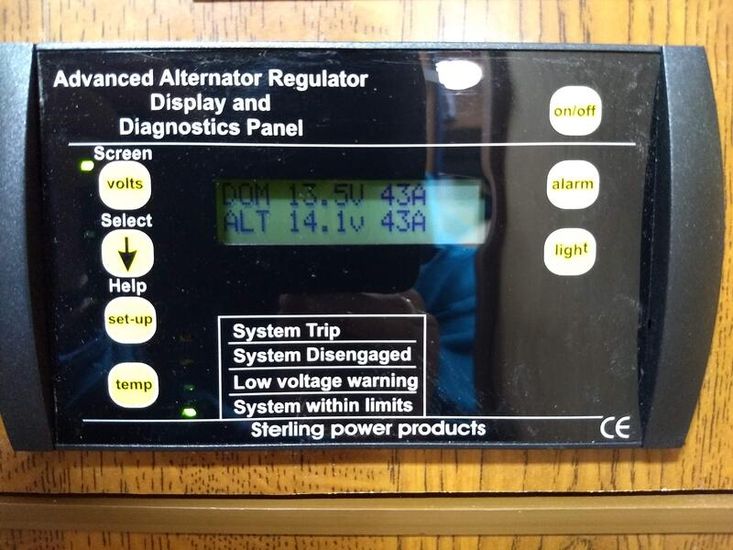 Advanced Alternator Regulator
Display and
Diagnostics Panel
on/off
Screen
volts
alarm
DOM 13.5V 43A
ALT 14.1v 43A
Select
light
Help
set-up
System Trip
System Disengaged
temp
Low voltage warning
System within limits
Sterling power products
CE